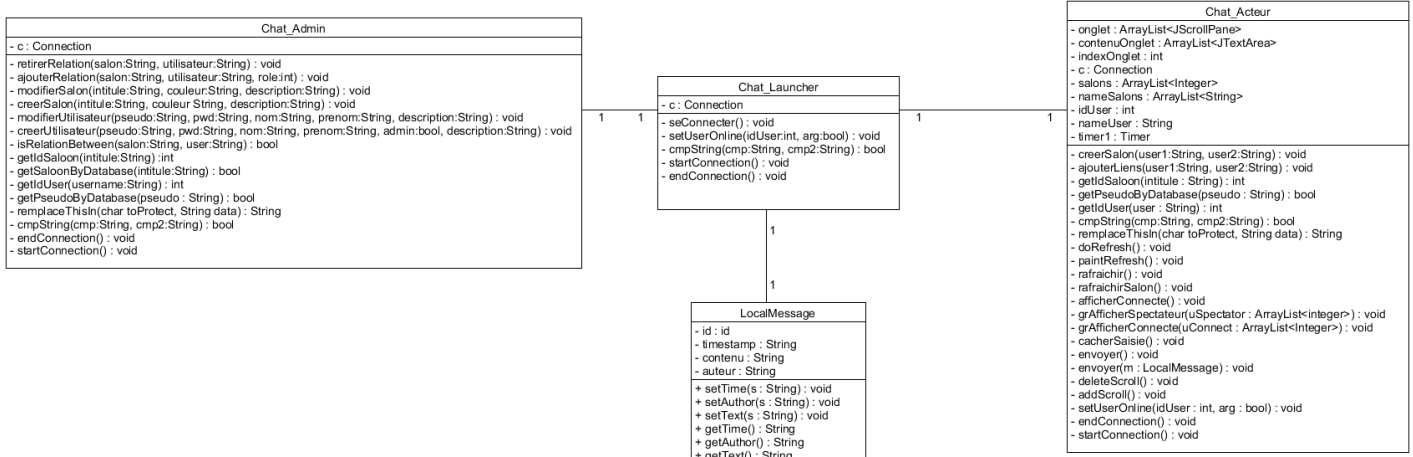 Chat_Admin
- c : Connection
- retirerRelation(salon:String, utilisateur:String) : void
- ajouterRelation(salon:String, utilisateur:String, role:int) : void
- modifierSalon(intitule:String, couleur:String, description:String) : void
- creerSalon(intitule:String, couleur String, description:String) : void
- modifierUtilisateur(pseudo:String, pwd:String, nom:String, prenom:String, description:String) : void
- creerUtilisateur(pseudo:String, pwd:String, nom:String, prenom:String, admin:bool, description:String) : void
- isRelationBetween(salon:String, user:String) : bool
- getIdSaloon(intitule:String) :int
- getSaloonByDatabase(intitule:String) : bool
- getIdUser(username:String) : int
- getPseudoByDatabase(pseudo : String) : bool
- remplaceThisIn(char toProtect, String data) : String
- cmpString(cmp:String, cmp2:String) : bool
- endConnection() : void
- startConnection() : void
1
1
Chat_Launcher
- c : Connection
- seConnecter() : void
- setUserOnline(idUser:int, arg:bool) : void
- cmpString(cmp:String, cmp2:String) : bool
- startConnection() : void
- endConnection() : void
1
1
1
1
LocalMessage
- id : id
- timestamp : String
- contenu : String
- auteur : String
+ setTime(s : String) : void
+ setAuthor(s : String) : void
+ setText(s : String) : void
+ getTime() : String
+ getAuthor() : String
+ getText() : String
Chat_Acteur
- onglet : ArrayList<JScrollPane>
- contenuOnglet : ArrayList<JTextArea>
- indexOnglet : int
- c : Connection
- salons : ArrayList<Integer>
- nameSalons : ArrayList<String>
- idUser : int
- nameUser : String
- timer1 : Timer
- creerSalon(user1:String, user2:String) : void
- ajouterLiens(user1:String, user2:String) : void
- getIdSaloon(intitule : String) : int
- getPseudoByDatabase(pseudo : String) : bool
- getIdUser(user : String) : int
- cmpString(cmp:String, cmp2:String) : bool
- remplaceThisIn(char toProtect, String data) : String
- doRefresh() : void
- paintRefresh() : void
- rafraichir() : void
- rafraichirSalon() : void
- afficherConnecte() : void
- grAfficherSpectateur(uSpectator : ArrayList<integer>) : void
- grAfficherConnecte(uConnect : ArrayList<Integer>) : void
- cacherSaisie() : void
- envoyer() : void
- envoyer(m : LocalMessage) : void
- deleteScroll() : void
- addScroll() : void
- setUserOnline(idUser : int, arg : bool) : void
- endConnection() : void
- startConnection() : void